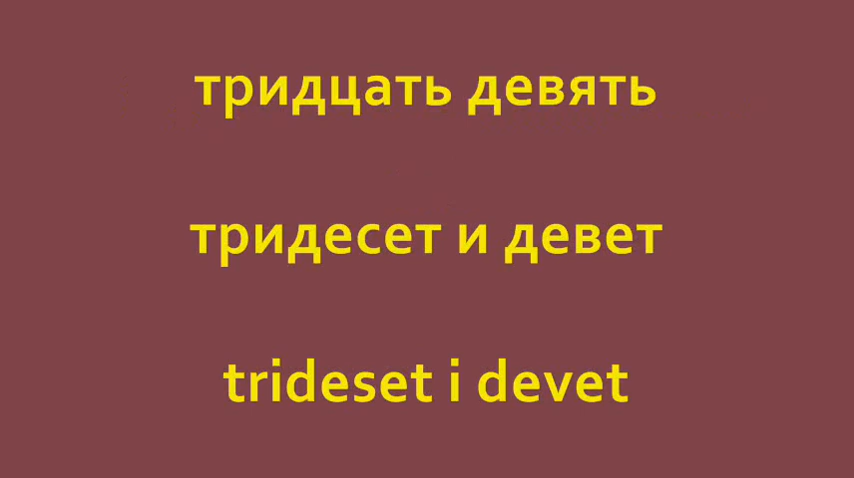 тридцать девять
тридесет и девет
trideset i devet